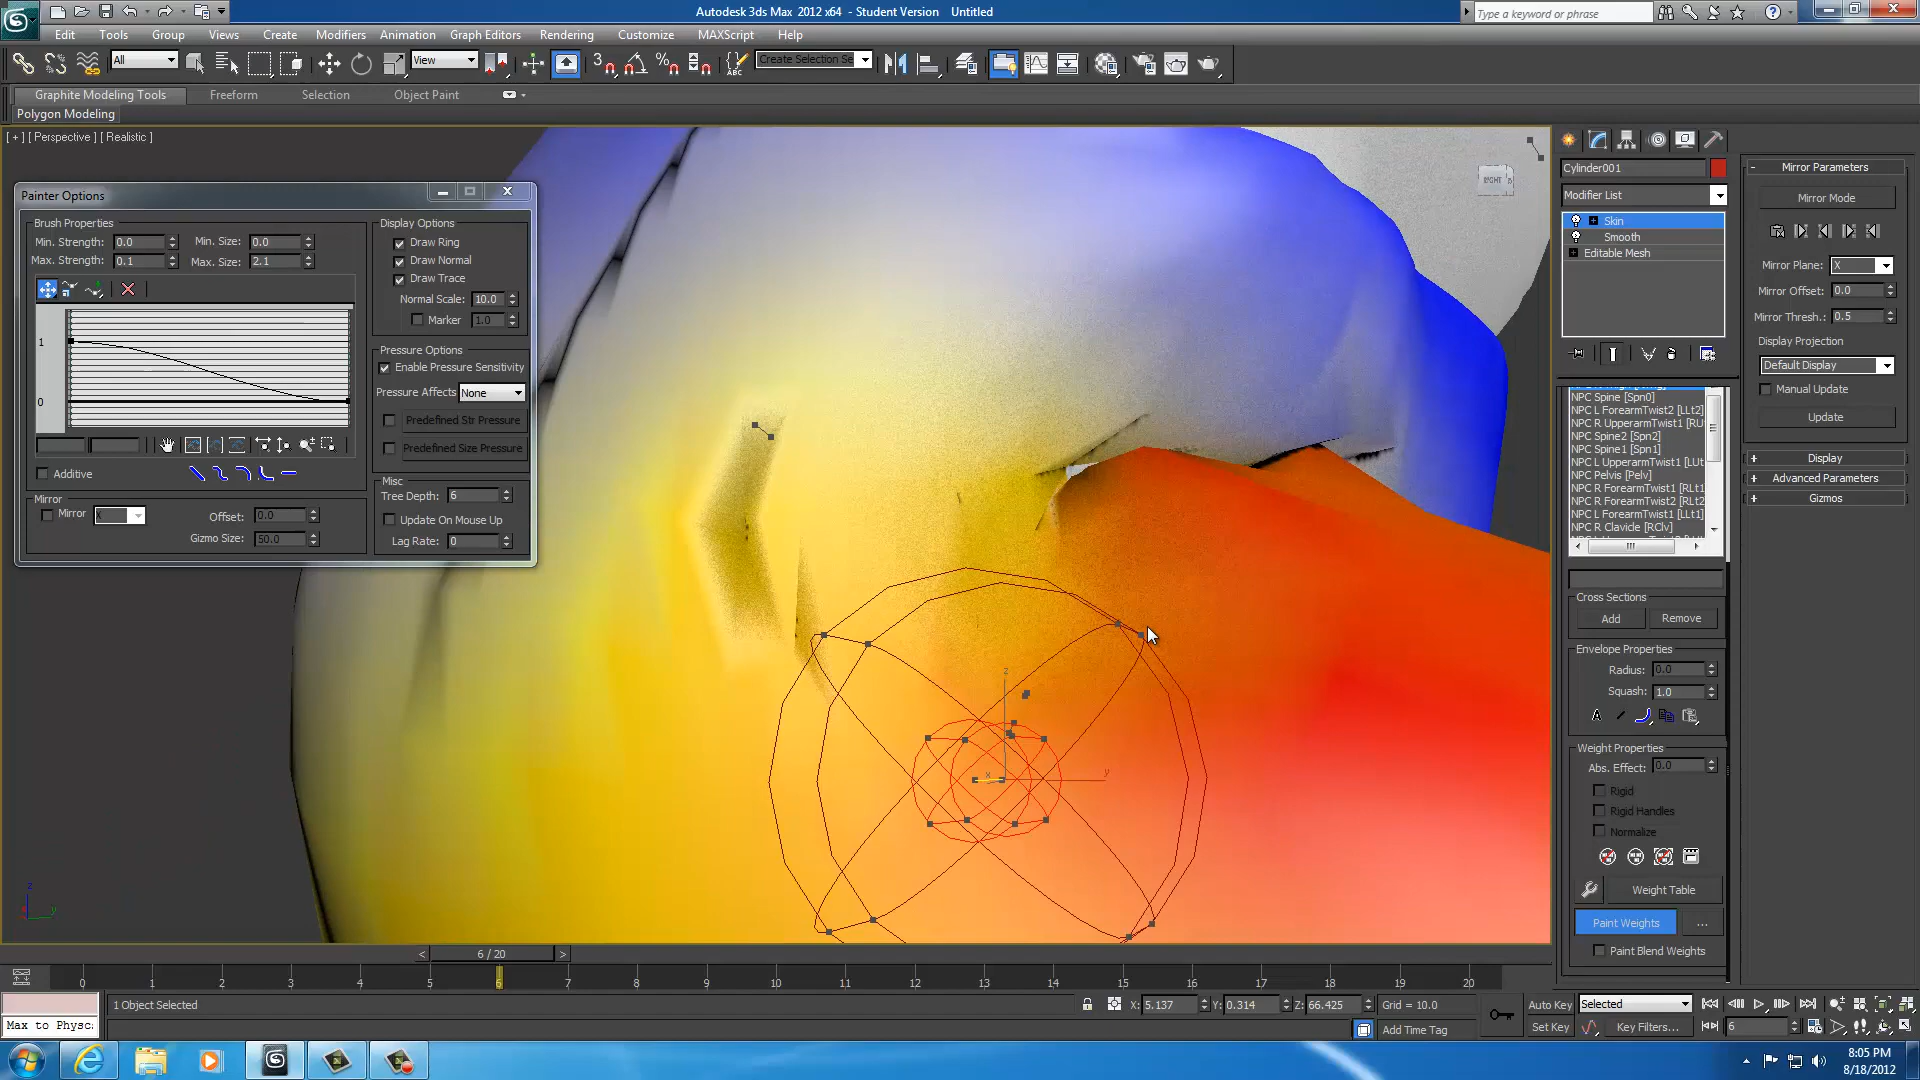 Autodesk 3ds Max 2012 x64 - Student Version Untitled
Type a keyword or phrase
Edit Tools Group Views Create Modifiers Animation Graph Editors Rendering Customize MAXScript Help
All View Create Selection Se
Graphite Modeling Tools Freeform Selection Object Paint
Polygon Modeling
[ + ] [ Perspective ] [ Realistic ]
RIGHT
Painter Options
Brush Properties
Min. Strength: 0.0 Min. Size: 0.0
Max. Strength: 0.1 Max. Size: 2.1
1
0
Additive
Mirror
Mirror X Offset: 0.0
Gizmo Size: 50.0
Display Options
Draw Ring
Draw Normal
Draw Trace
Normal Scale: 10.0
Marker 1.0
Pressure Options
Enable Pressure Sensitivity
Pressure Affects None
Predefined Str Pressure
Predefined Size Pressure
Misc
Tree Depth: 6
Update On Mouse Up
Lag Rate: 0
z
x
y
z
y
Cylinder001
Modifier List
Skin
Smooth
Editable Mesh
NPC Spine [Spn0]
NPC L ForearmTwist2 [LLt2]
NPC R UpperarmTwist1 [RU
NPC Spine2 [Spn2]
NPC Spine1 [Spn1]
NPC L UpperarmTwist1 [LUt
NPC Pelvis [Pelv]
NPC R ForearmTwist1 [RLt1]
NPC R ForearmTwist2 [RLt2]
NPC L ForearmTwist1 [LLt1]
NPC R Clavicle [RClv]
Cross Sections
Add Remove
Envelope Properties
Radius: 0.0
Squash: 1.0
A
Weight Properties
Abs. Effect: 0.0
Rigid
Rigid Handles
Normalize
Weight Table
Paint Weights ...
Paint Blend Weights
Mirror Parameters
Mirror Mode
Mirror Plane: X
Mirror Offset: 0.0
Mirror Thresh.: 0.5
Display Projection
Default Display
Manual Update
Update
Display
Advanced Parameters
Gizmos
< 6 / 20 >
0 1 2 3 4 5 6 7 8 9 10 11 12 13 14 15 16 17 18 19 20
1 Object Selected X: 5.137 Y: 0.314 Z: 66.425 Grid = 10.0 Auto Key Selected
Max to Physc: Add Time Tag Set Key Key Filters... 6
8:05 PM
8/18/2012